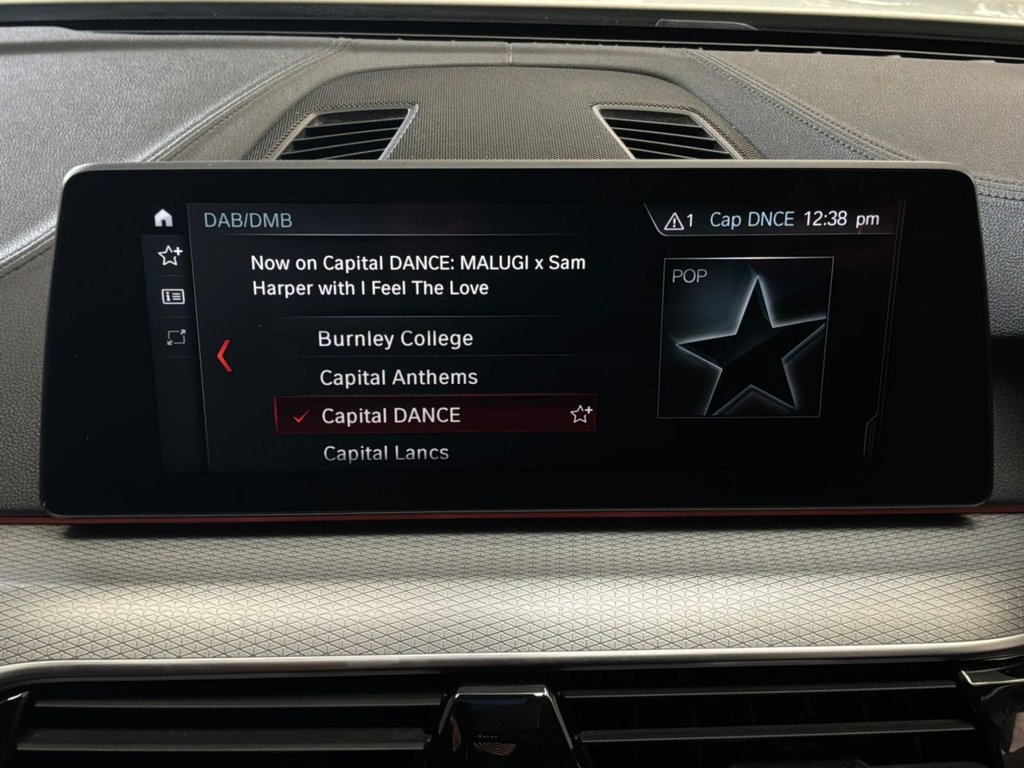 DAB/DMB
1 Cap DNCE 12:38 pm
Now on Capital DANCE: MALUGI x Sam
Harper with I Feel The Love
POP
Burnley College
Capital Anthems
Capital DANCE
Capital Lancs